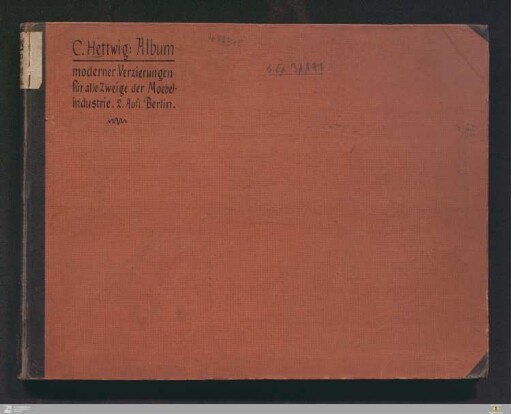 C. Hettwig: Album
moderner Verzierungen
für alle Zweige der Moebel-
industrie. 2. Aufl. Berlin.